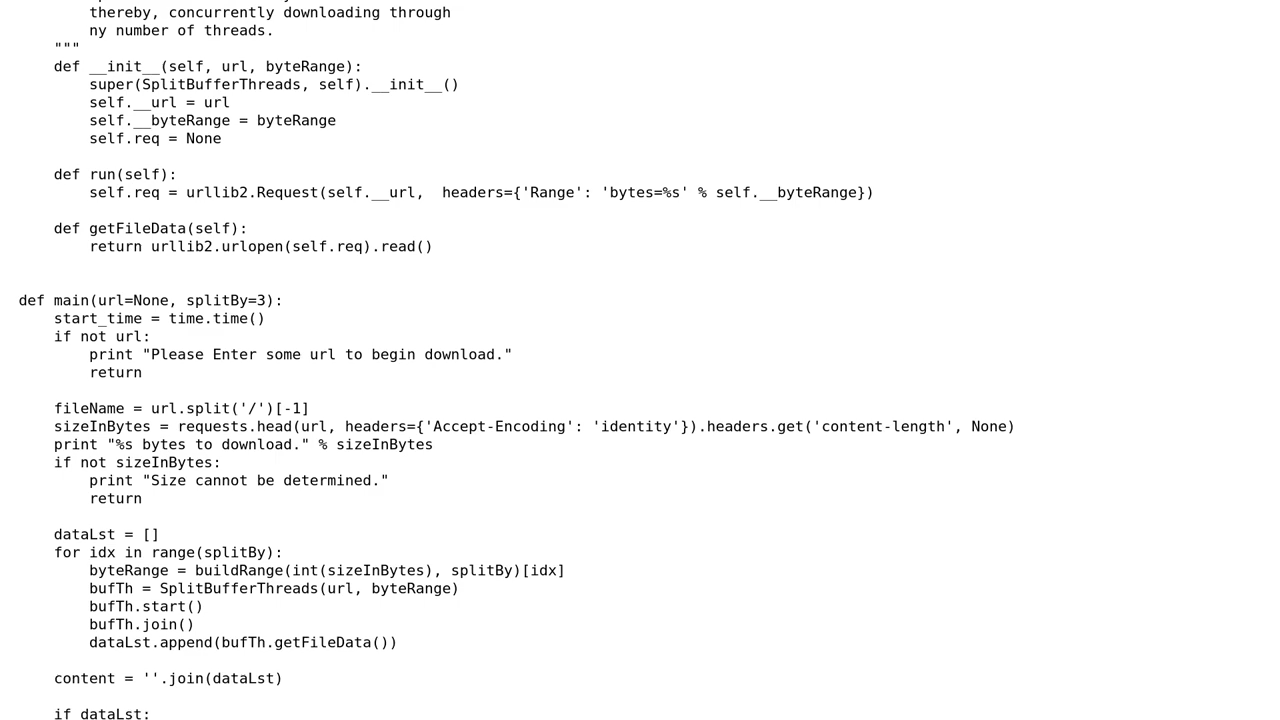 thereby, concurrently downloading through
ny number of threads.
"""
def __init__(self, url, byteRange):
super(SplitBufferThreads, self).__init__()
self.__url = url
self.__byteRange = byteRange
self.req = None
def run(self):
self.req = urllib2.Request(self.__url,  headers={'Range': 'bytes=%s' % self.__byteRange})
def getFileData(self):
return urllib2.urlopen(self.req).read()
def main(url=None, splitBy=3):
start_time = time.time()
if not url:
print "Please Enter some url to begin download."
return
fileName = url.split('/')[-1]
sizeInBytes = requests.head(url, headers={'Accept-Encoding': 'identity'}).headers.get('content-length', None)
print "%s bytes to download." % sizeInBytes
if not sizeInBytes:
print "Size cannot be determined."
return
dataLst = []
for idx in range(splitBy):
byteRange = buildRange(int(sizeInBytes), splitBy)[idx]
bufTh = SplitBufferThreads(url, byteRange)
bufTh.start()
bufTh.join()
dataLst.append(bufTh.getFileData())
content = ''.join(dataLst)
if dataLst: